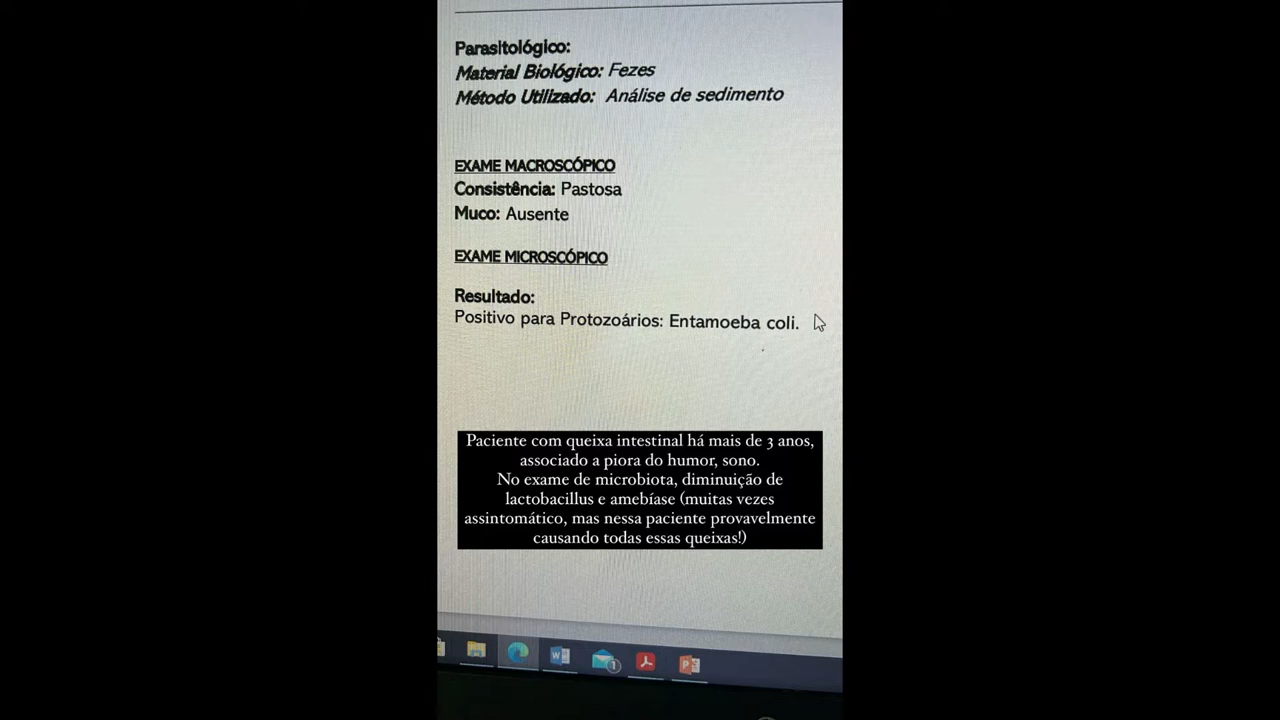 Parasitológico:
Material Biológico: Fezes
Método Utilizado: Análise de sedimento
EXAME MACROSCÓPICO
Consistência: Pastosa
Muco: Ausente
EXAME MICROSCÓPICO
Resultado:
Positivo para Protozoários: Entamoeba coli.
Paciente com queixa intestinal há mais de 3 anos,
associado a piora do humor, sono.
No exame de microbiota, diminuição de
lactobacillus e amebíase (muitas vezes
assintomático, mas nessa paciente provavelmente
causando todas essas queixas!)
1